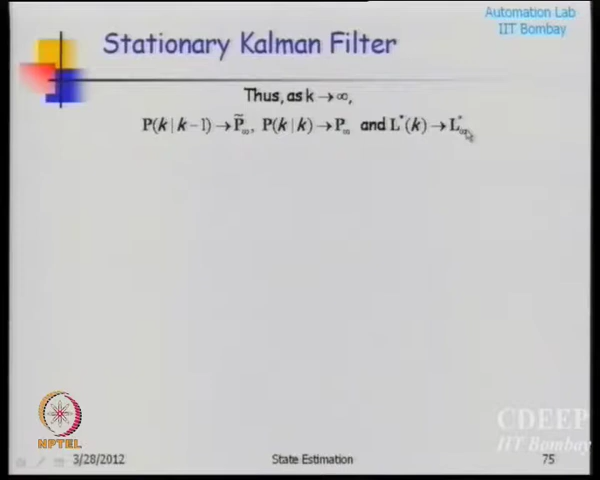 Automation Lab
IIT Bombay
Stationary Kalman Filter
Thus, as k → ∞,
P(k | k − 1) → P̃∞, P(k | k) → P∞ and L*(k) → L*∞
NPTEL
CDEEP
IIT Bombay
3/28/2012 State Estimation 75